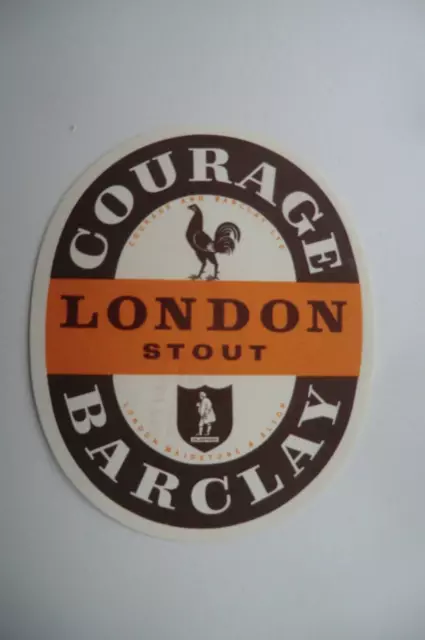 COURAGE
COURAGE AND BARCLAY LTD
LONDON
STOUT
LONDON MAIDSTONE & ALTON
BARCLAY